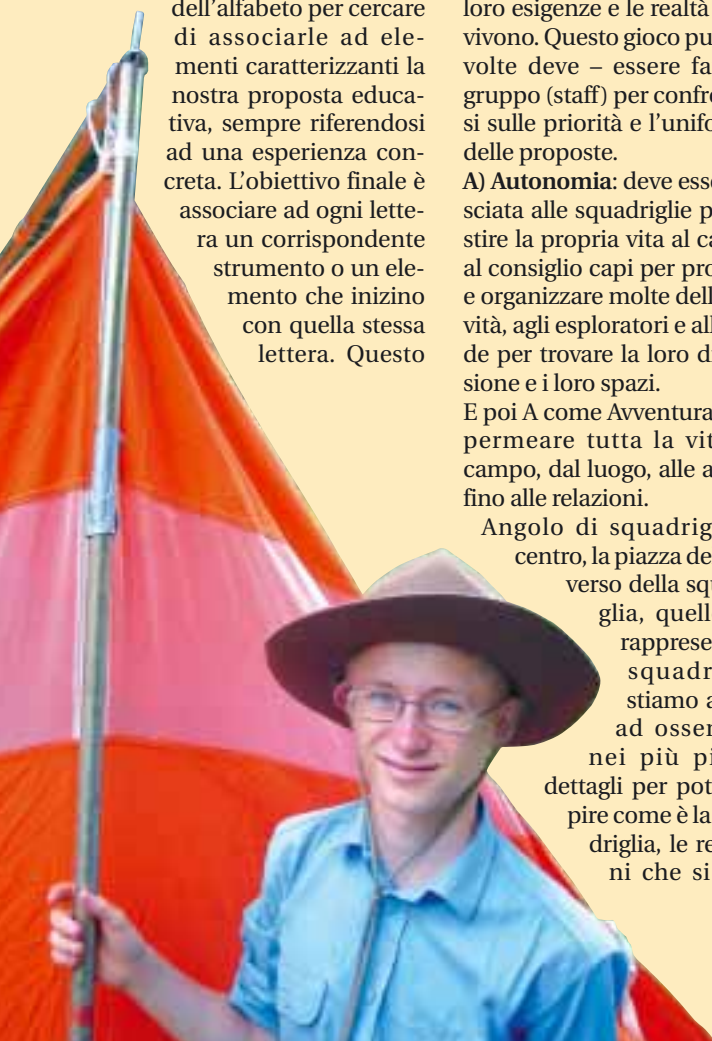 dell'alfabeto per cercare
di associarle ad ele-
menti caratterizzanti la
nostra proposta educa-
tiva, sempre riferendosi
ad una esperienza con-
creta. L'obiettivo finale è
associare ad ogni lette-
ra un corrispondente
strumento o un ele-
mento che inizino
con quella stessa
lettera. Questo
loro esigenze e le realtà
vivono. Questo gioco pu
volte deve – essere fa
gruppo (staff) per confro
si sulle priorità e l'unifo
delle proposte.
A) Autonomia: deve esse
sciata alle squadriglie p
stire la propria vita al ca
al consiglio capi per pro
e organizzare molte dell
vità, agli esploratori e all
de per trovare la loro di
sione e i loro spazi.
E poi A come Avventura
permeare tutta la vit
campo, dal luogo, alle a
fino alle relazioni.
Angolo di squadrig
centro, la piazza de
verso della squ
glia, quell
rapprese
squadr
stiamo a
ad osser
nei più pi
dettagli per pot
pire come è la
driglia, le re
ni che si